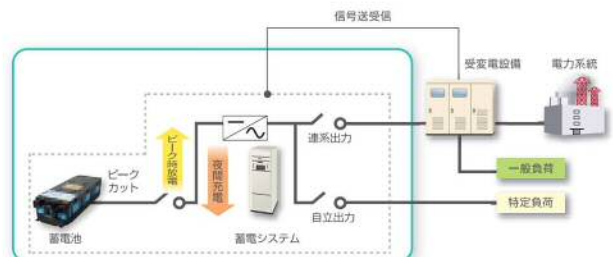 信号送受信
受変電設備
電力系統
連系出力
ピーク時放電
夜間充電
ピーク
カット
一般負荷
自立出力
特定負荷
蓄電池
蓄電システム